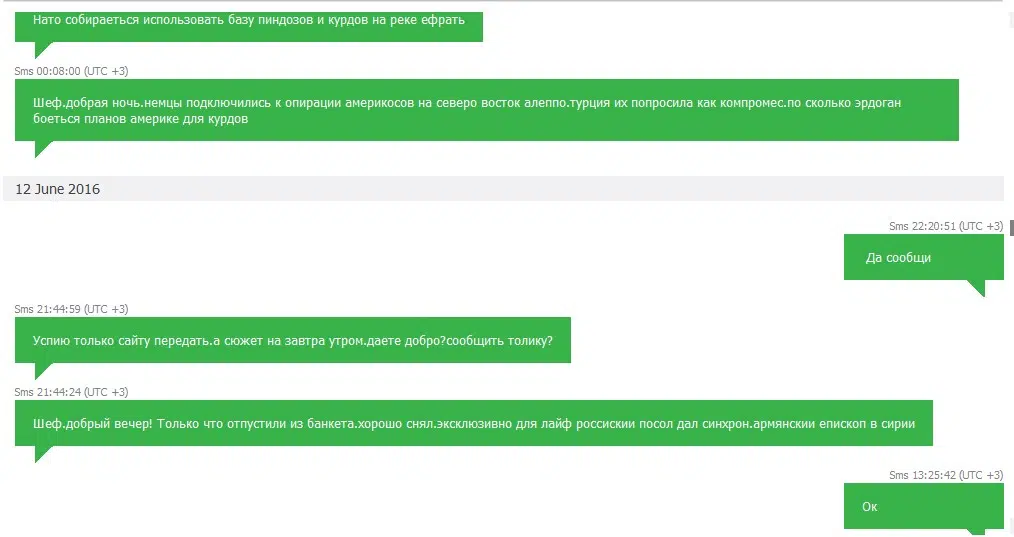 Нато собираеться использовать базу пиндозов и курдов на реке ефрать
Sms 00:08:00 (UTC +3)
Шеф.добрая ночь.немцы подключились к опирации америкосов на северо восток алеппо.турция их попросила как компромес.по сколько эрдоган
боеться планов америке для курдов
12 June 2016
Sms 22:20:51 (UTC +3)
Да сообщи
Sms 21:44:59 (UTC +3)
Успию только сайту передать.а сюжет на завтра утром.даете добро?сообщить толику?
Sms 21:44:24 (UTC +3)
Шеф.добрый вечер! Только что отпустили из банкета.хорошо снял.эксклюзивно для лайф россискии посол дал синхрон.армянскии епископ в сирии
Sms 13:25:42 (UTC +3)
Ок